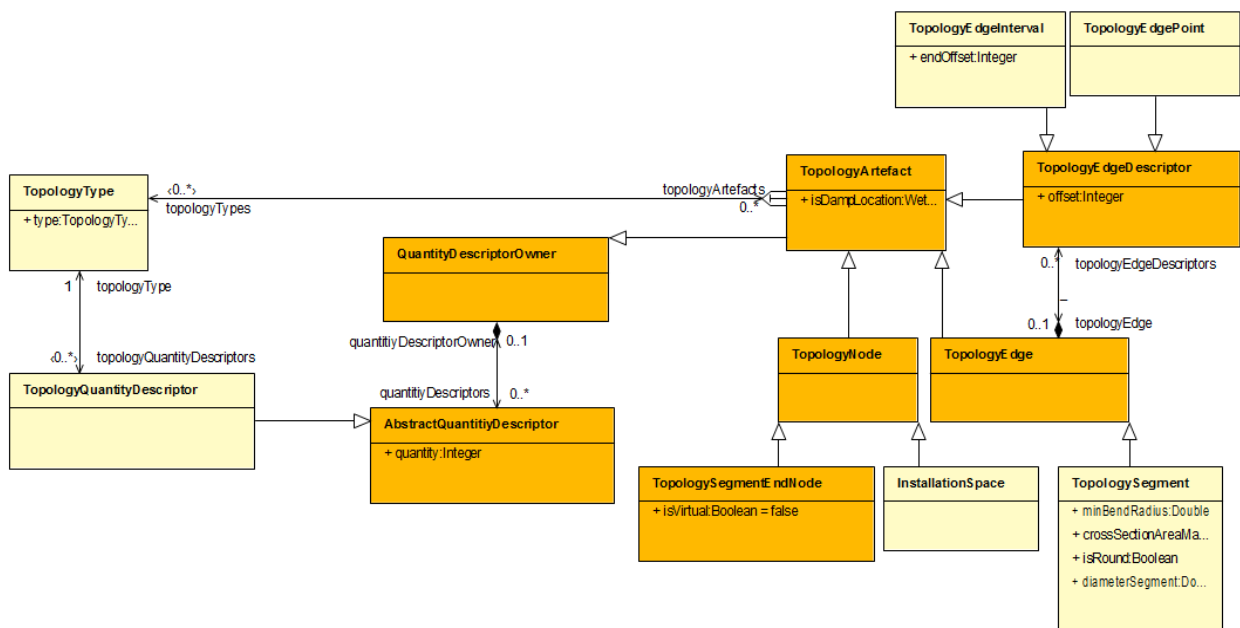 TopologyEdgeInterval
+ endOffset:Integer
TopologyEdgePoint
TopologyArtefact
+ isDampLocation:Wet...
TopologyEdgeDescriptor
+ offset:Integer
TopologyType
+ type:TopologyTy...
‹0..*›
topologyTypes
topologyArtefacts
0..*
QuantityDescriptorOwner
0..*
topologyEdgeDescriptors
1
topologyType
0..1
topologyEdge
quantitiyDescriptorOwner
0..1
‹0..*›
topologyQuantityDescriptors
TopologyNode
TopologyEdge
TopologyQuantityDescriptor
quantitiyDescriptors
0..*
AbstractQuantitiyDescriptor
+ quantity:Integer
TopologySegmentEndNode
+ isVirtual:Boolean = false
InstallationSpace
TopologySegment
+ minBendRadius:Double
+ crossSectionAreaMa...
+ isRound:Boolean
+ diameterSegment:Do...